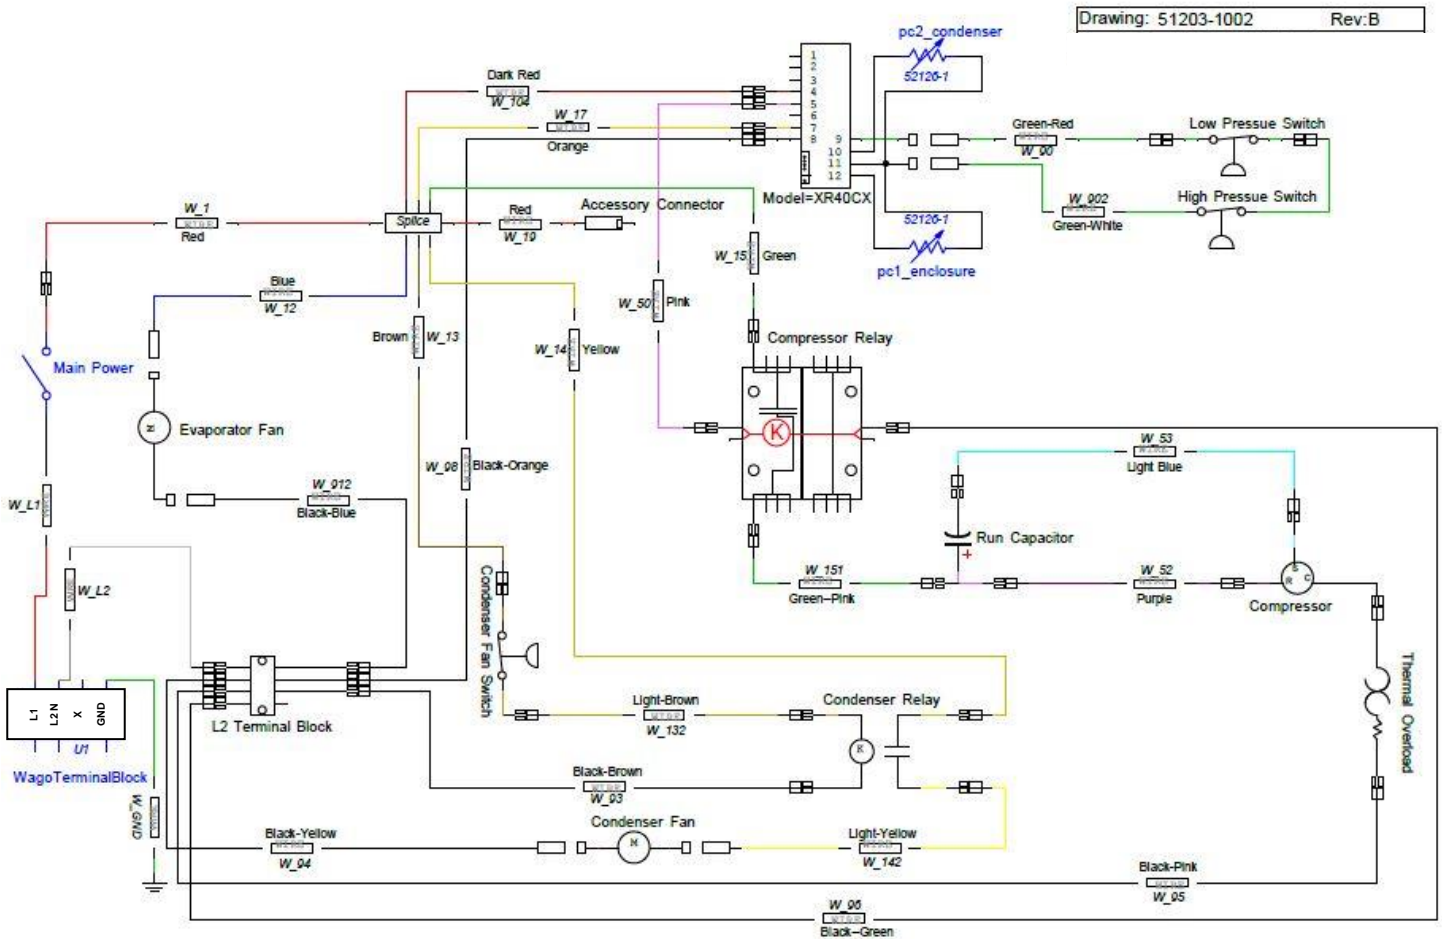 Drawing: 51203-1002 Rev:B
pc2_condenser
52126-1
1
2
3
4
5
6
7
8
9
10
11
12
Model=XR40CX
Dark Red
W_104
W_17
Orange
Green-Red
W_90
Low Pressue Switch
W_902
Green-White
High Pressue Switch
52126-1
pc1_enclosure
W_1
Red
Splice
Red
W_19
Accessory Connector
W_15
Green
Blue
W_12
W_50
Pink
Brown
W_13
W_14
Yellow
Compressor Relay
K
Main Power
M
Evaporator Fan
W_98
Black-Orange
W_53
Light Blue
W_L1
W_912
Black-Blue
Run Capacitor
+
W_L2
Condenser Fan Switch
W_151
Green-Pink
W_52
Purple
S
R
C
Compressor
Thermal Overload
L1
L2 N
X
GND
U1
WagoTerminalBlock
L2 Terminal Block
Light-Brown
W_132
Condenser Relay
K
Black-Brown
W_93
W_GND
Black-Yellow
W_94
Condenser Fan
M
Light-Yellow
W_142
Black-Pink
W_95
W_96
Black-Green